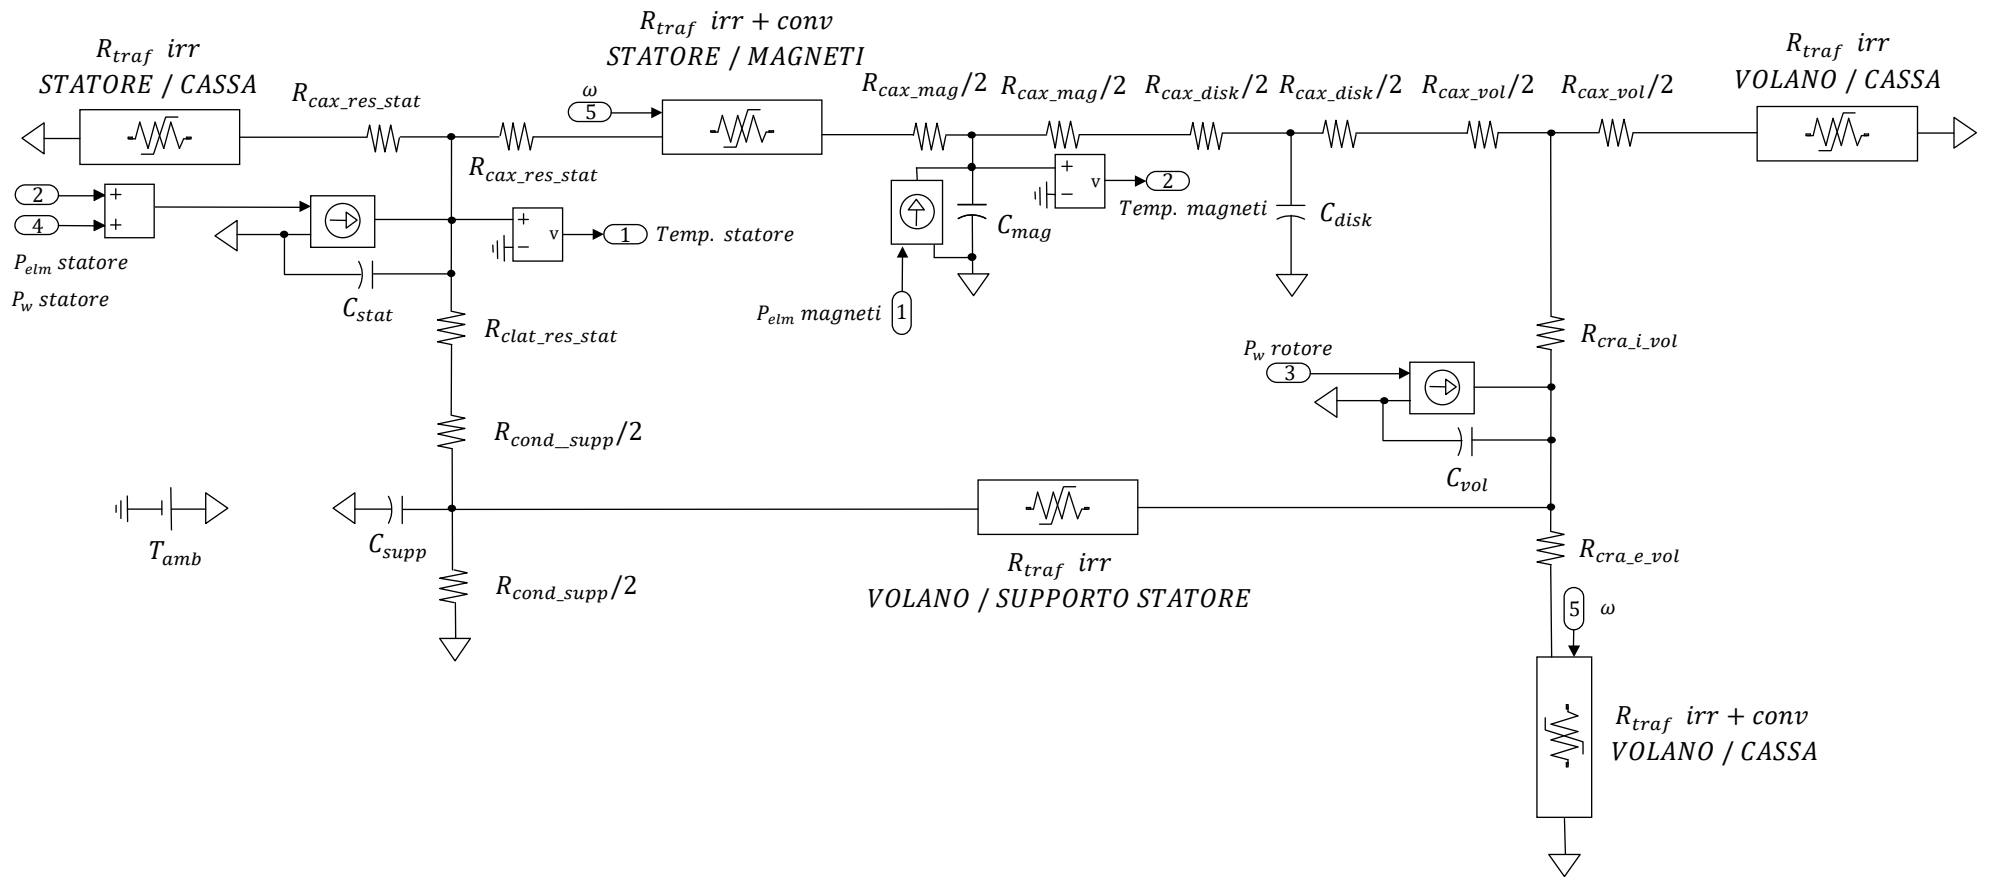 R_traf irr + conv
STATORE / MAGNETI
R_traf irr
STATORE / CASSA
R_traf irr
VOLANO / CASSA
R_cax_res_stat
ω
5
R_cax_mag/2
R_cax_mag/2
R_cax_disk/2
R_cax_disk/2
R_cax_vol/2
R_cax_vol/2
R_cax_res_stat
2
+
4
+
P_elm statore
P_w statore
+
−
v
1
Temp. statore
C_stat
R_clat_res_stat
+
−
v
2
Temp. magneti
C_mag
C_disk
P_elm magneti
1
R_cra_i_vol
P_w rotore
3
C_vol
R_cond__supp/2
T_amb
C_supp
R_cond_supp/2
R_traf irr
VOLANO / SUPPORTO STATORE
R_cra_e_vol
5
ω
R_traf irr + conv
VOLANO / CASSA